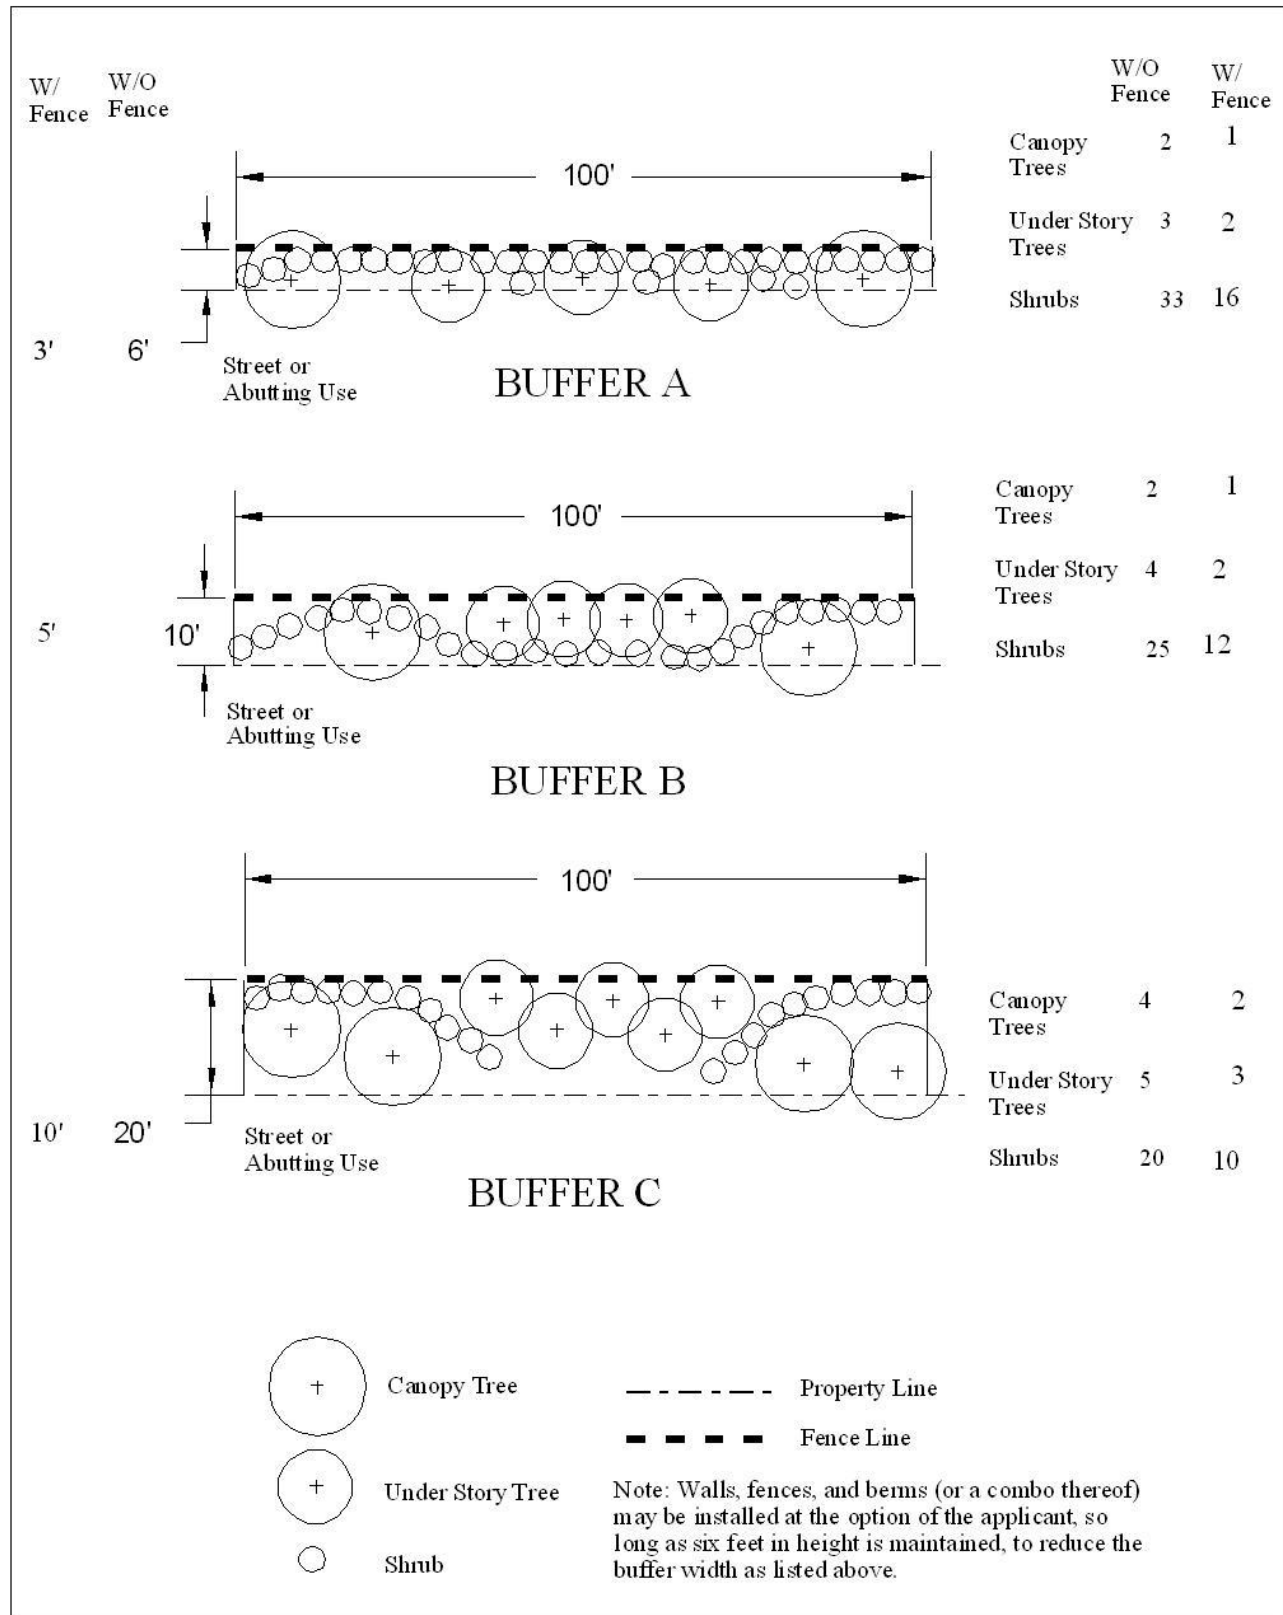 W/ Fence
W/O Fence
W/O Fence
W/ Fence
100'
Canopy Trees 2 1
Under Story Trees 3 2
Shrubs 33 16
3' 6'
Street or
Abutting Use
BUFFER A
100'
Canopy Trees 2 1
Under Story Trees 4 2
Shrubs 25 12
5' 10'
Street or
Abutting Use
BUFFER B
100'
Canopy Trees 4 2
Under Story Trees 5 3
Shrubs 20 10
10' 20'
Street or
Abutting Use
BUFFER C
Canopy Tree
Under Story Tree
Shrub
Property Line
Fence Line
Note: Walls, fences, and berms (or a combo thereof)
may be installed at the option of the applicant, so
long as six feet in height is maintained, to reduce the
buffer width as listed above.